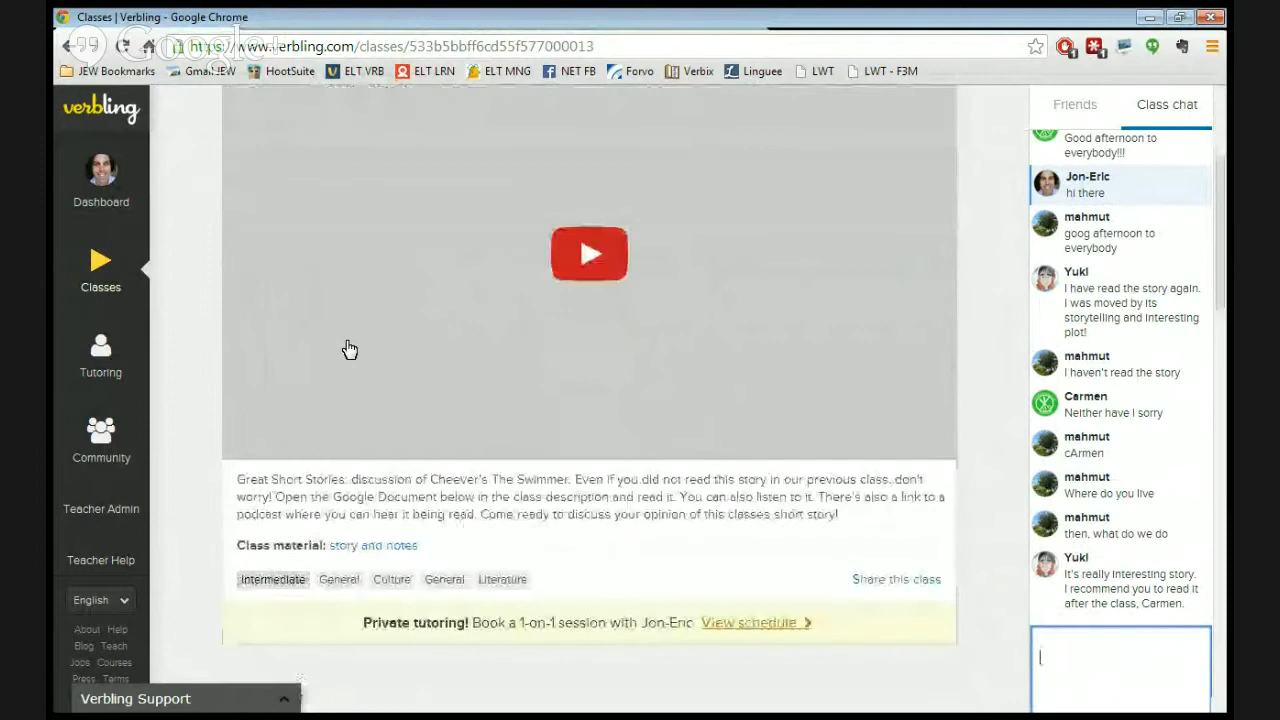 Classes | Verbling - Google Chrome
Google+
https://www.verbling.com/classes/533b5bbff6cd55f577000013
JEW Bookmarks
Gmail JEW
HootSuite
ELT VRB
ELT LRN
ELT MNG
NET FB
Forvo
Verbix
Linguee
LWT
LWT - F3M
verbling
Dashboard
Classes
Tutoring
Community
Teacher Admin
Teacher Help
English
About Help
Blog Teach
Jobs Courses
Press Terms
Verbling Support
Great Short Stories: discussion of Cheever's The Swimmer. Even if you did not read this story in our previous class..don't
worry! Open the Google Document below in the class description and read it. You can also listen to it. There's also a link to a
podcast where you can hear it being read. Come ready to discuss your opinion of this classes short story!
Class material: story and notes
Intermediate General Culture General Literature
Share this class
Private tutoring! Book a 1-on-1 session with Jon-Eric View schedule
Friends
Class chat
Good afternoon to
everybody!!!
Jon-Eric
hi there
mahmut
goog afternoon to
everybody
Yuki
I have read the story again.
I was moved by its
storytelling and interesting
plot!
mahmut
I haven't read the story
Carmen
Neither have I sorry
mahmut
cArmen
mahmut
Where do you live
mahmut
then, what do we do
Yuki
It's really interesting story.
I recommend you to read it
after the class, Carmen.